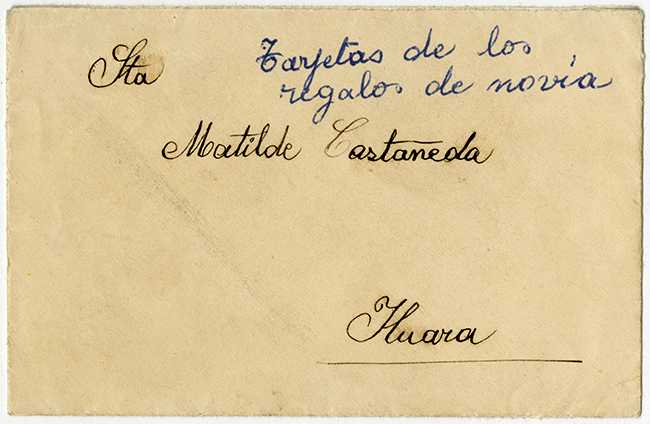 Sta
Tarjetas de los
regalos de novia
Matilde Castañeda
Huara